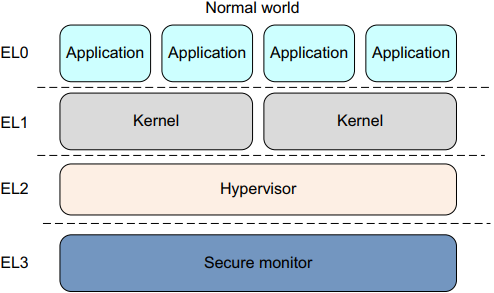 Normal world
EL0 Application Application Application Application
EL1 Kernel Kernel
EL2 Hypervisor
EL3 Secure monitor